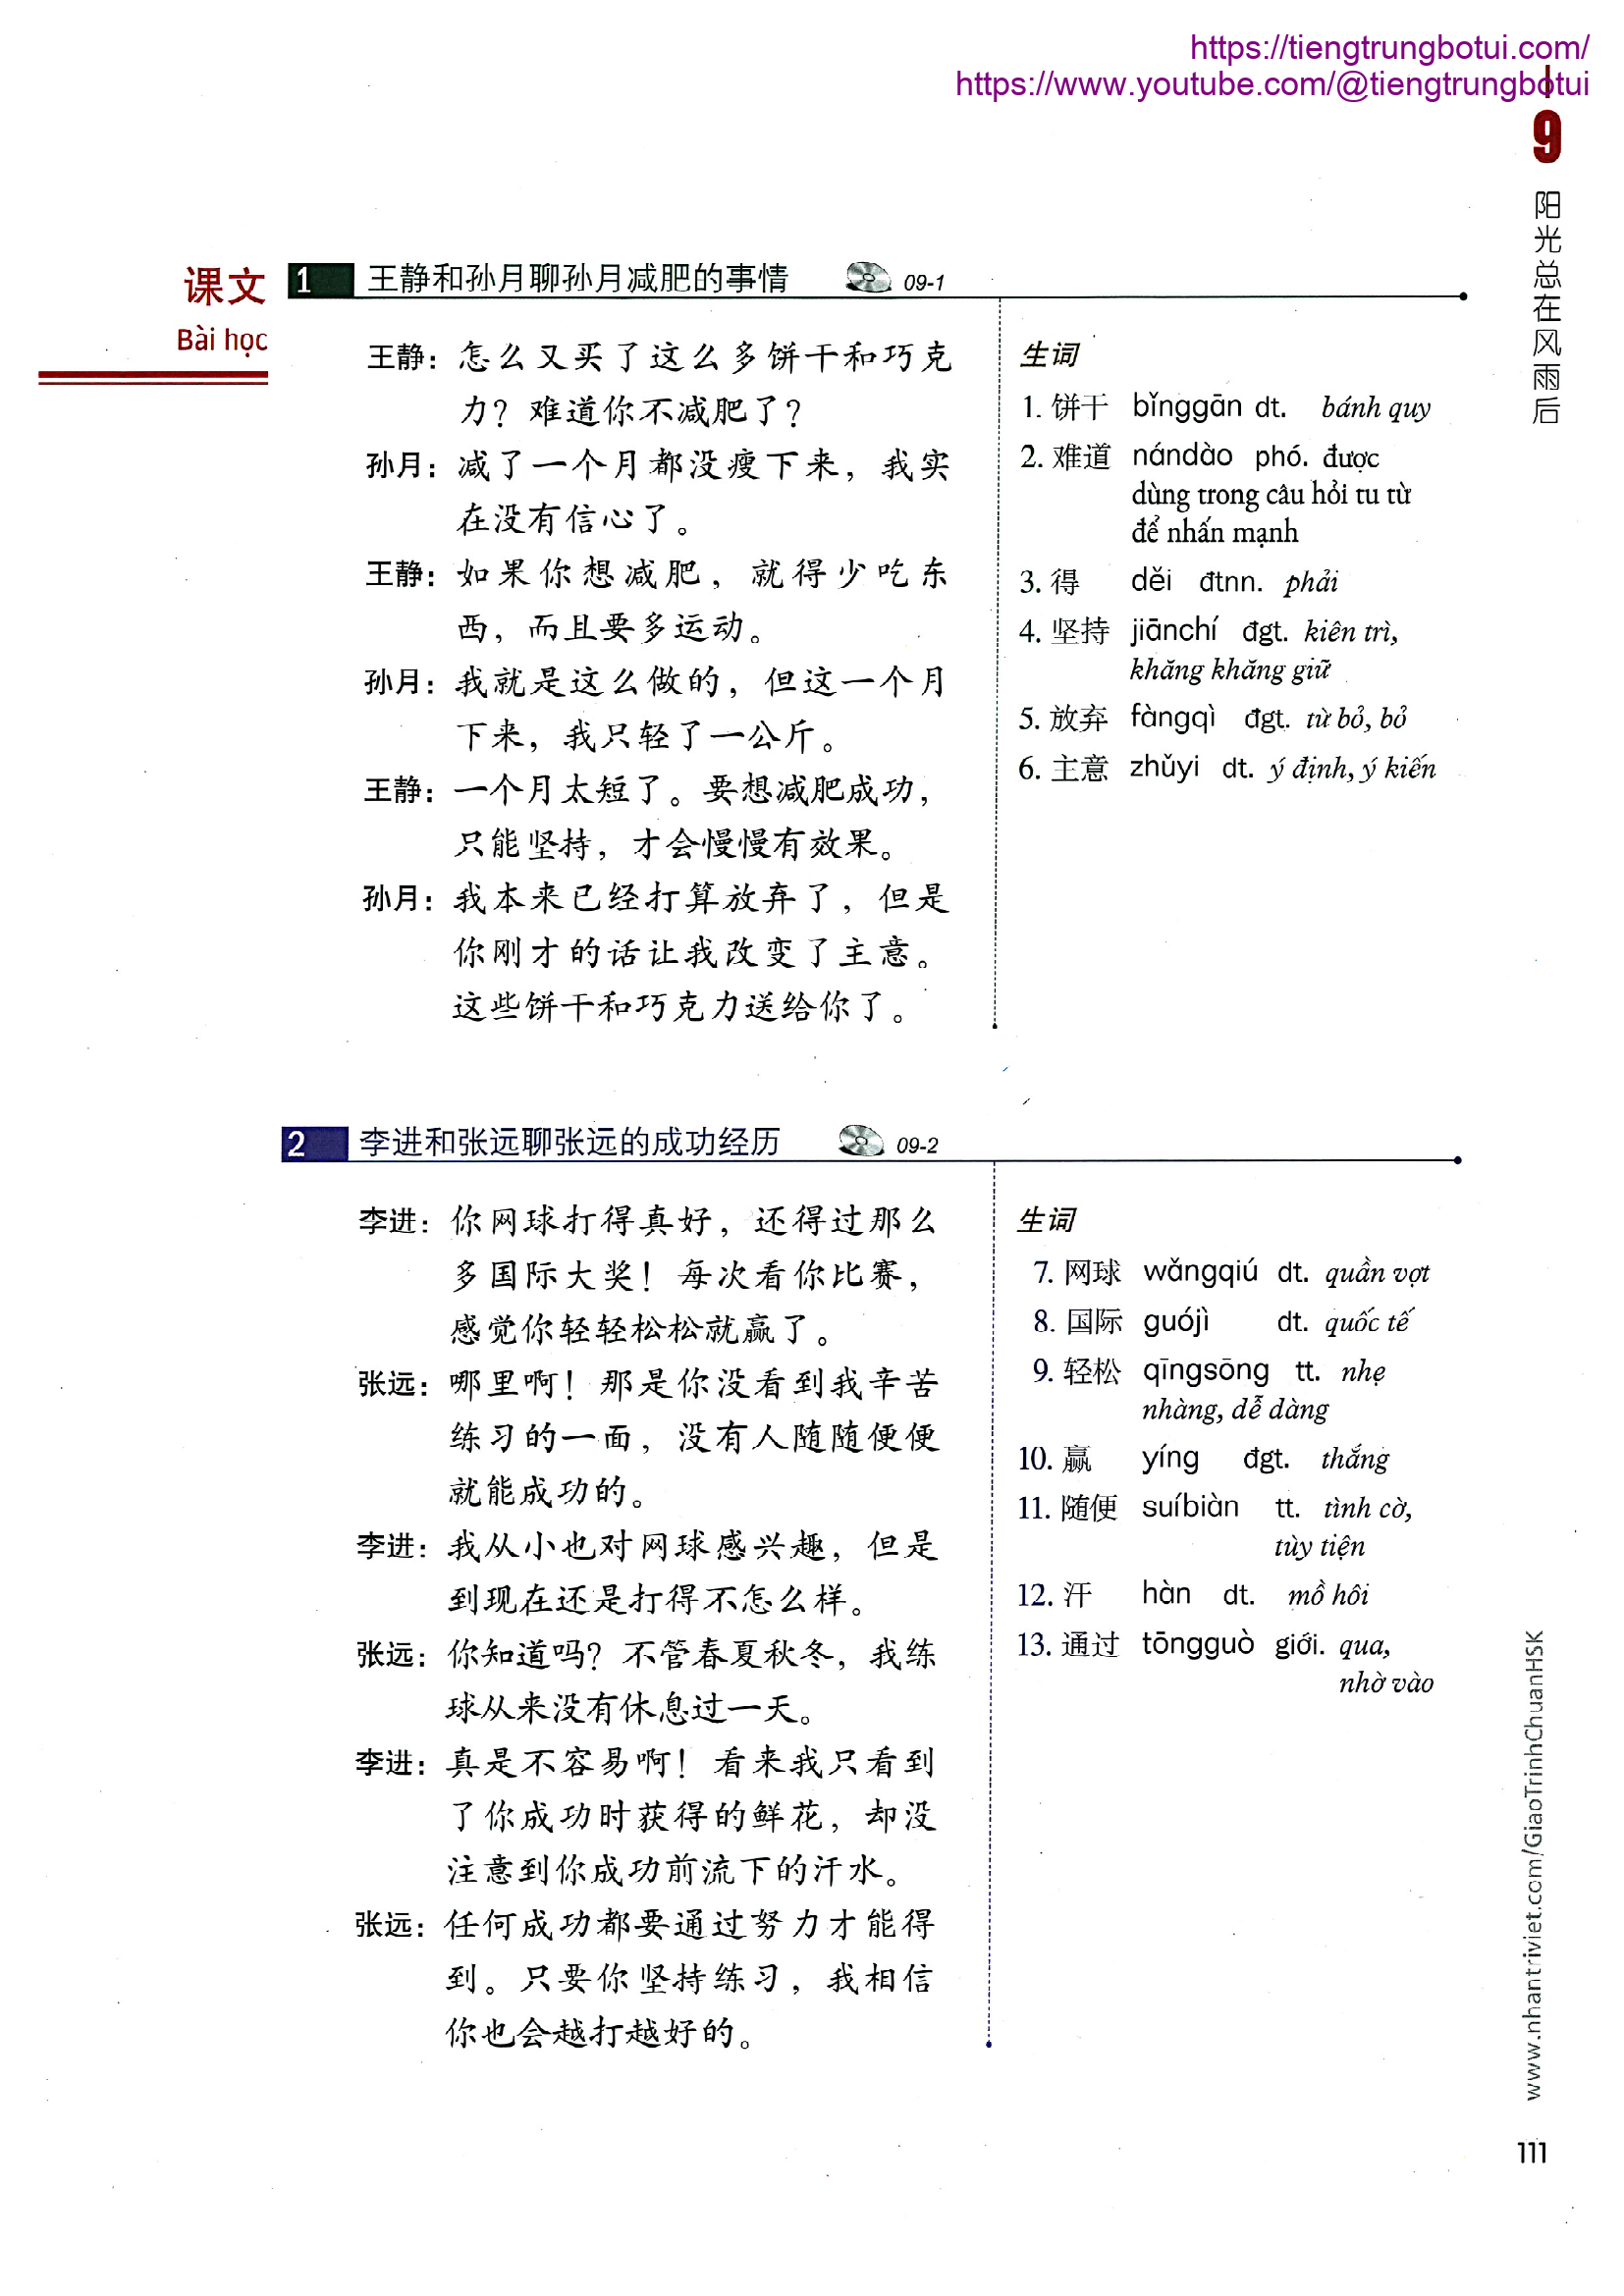 https://tiengtrungbotui.com/
https://www.youtube.com/@tiengtrungbotui
9
阳光总在风雨后
课文
Bài học
1 王静和孙月聊孙月减肥的事情 09-1
王静：怎么又买了这么多饼干和巧克
力？难道你不减肥了？
孙月：减了一个月都没瘦下来，我实
在没有信心了。
王静：如果你想减肥，就得少吃东
西，而且要多运动。
孙月：我就是这么做的，但这一个月
下来，我只轻了一公斤。
王静：一个月太短了。要想减肥成功，
只能坚持，才会慢慢有效果。
孙月：我本来已经打算放弃了，但是
你刚才的话让我改变了主意。
这些饼干和巧克力送给你了。
生词
1. 饼干 bǐnggān dt. bánh quy
2. 难道 nándào phó. được
dùng trong câu hỏi tu từ
để nhấn mạnh
3. 得 děi đtnn. phải
4. 坚持 jiānchí đgt. kiên trì,
khăng khăng giữ
5. 放弃 fàngqì đgt. từ bỏ, bỏ
6. 主意 zhǔyi dt. ý định, ý kiến
2 李进和张远聊张远的成功经历 09-2
李进：你网球打得真好，还得过那么
多国际大奖！每次看你比赛，
感觉你轻轻松松就赢了。
张远：哪里啊！那是你没看到我辛苦
练习的一面，没有人随随便便
就能成功的。
李进：我从小也对网球感兴趣，但是
到现在还是打得不怎么样。
张远：你知道吗？不管春夏秋冬，我练
球从来没有休息过一天。
李进：真是不容易啊！看来我只看到
了你成功时获得的鲜花，却没
注意到你成功前流下的汗水。
张远：任何成功都要通过努力才能得
到。只要你坚持练习，我相信
你也会越打越好的。
生词
7. 网球 wǎngqiú dt. quần vợt
8. 国际 guójì dt. quốc tế
9. 轻松 qīngsōng tt. nhẹ
nhàng, dễ dàng
10. 赢 yíng đgt. thắng
11. 随便 suíbiàn tt. tình cờ,
tùy tiện
12. 汗 hàn dt. mồ hôi
13. 通过 tōngguò giới. qua,
nhờ vào
www.nhantriviet.com/GiaoTrinhChuanHSK
111